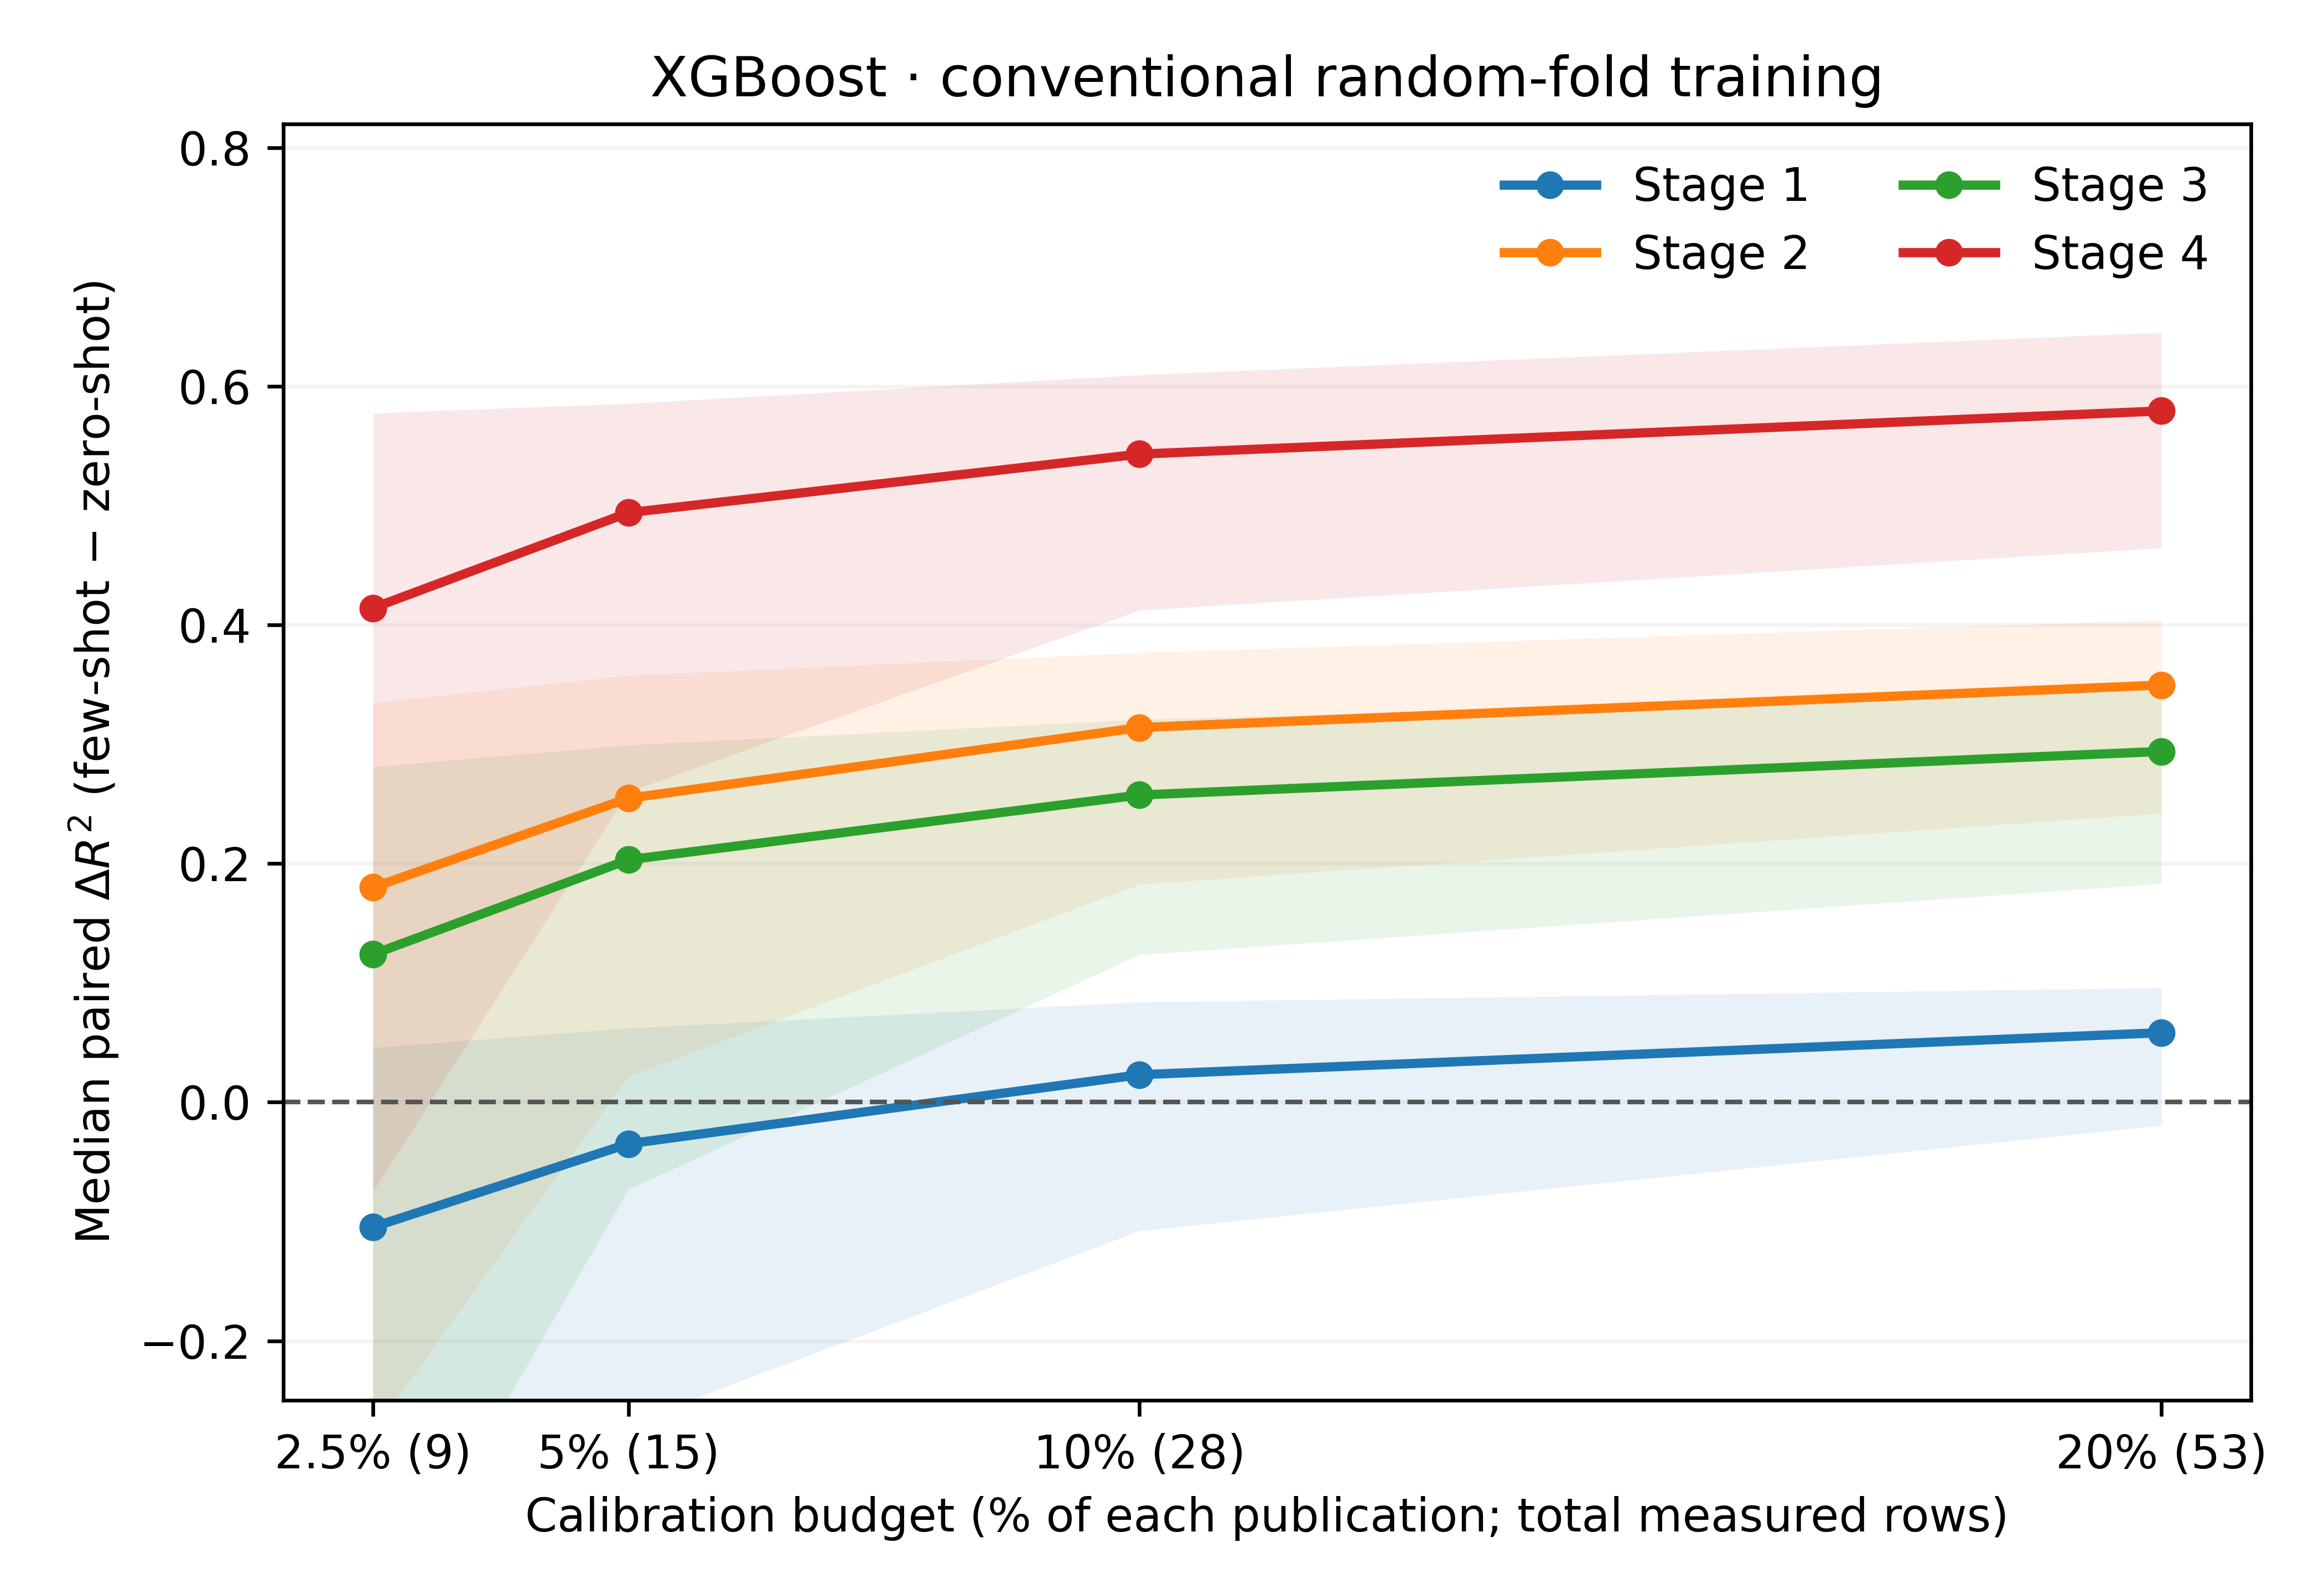 XGBoost · conventional random-fold training
Median paired ΔR² (few-shot − zero-shot)
0.8
0.6
0.4
0.2
0.0
−0.2
Stage 1
Stage 2
Stage 3
Stage 4
2.5% (9) 5% (15) 10% (28) 20% (53)
Calibration budget (% of each publication; total measured rows)